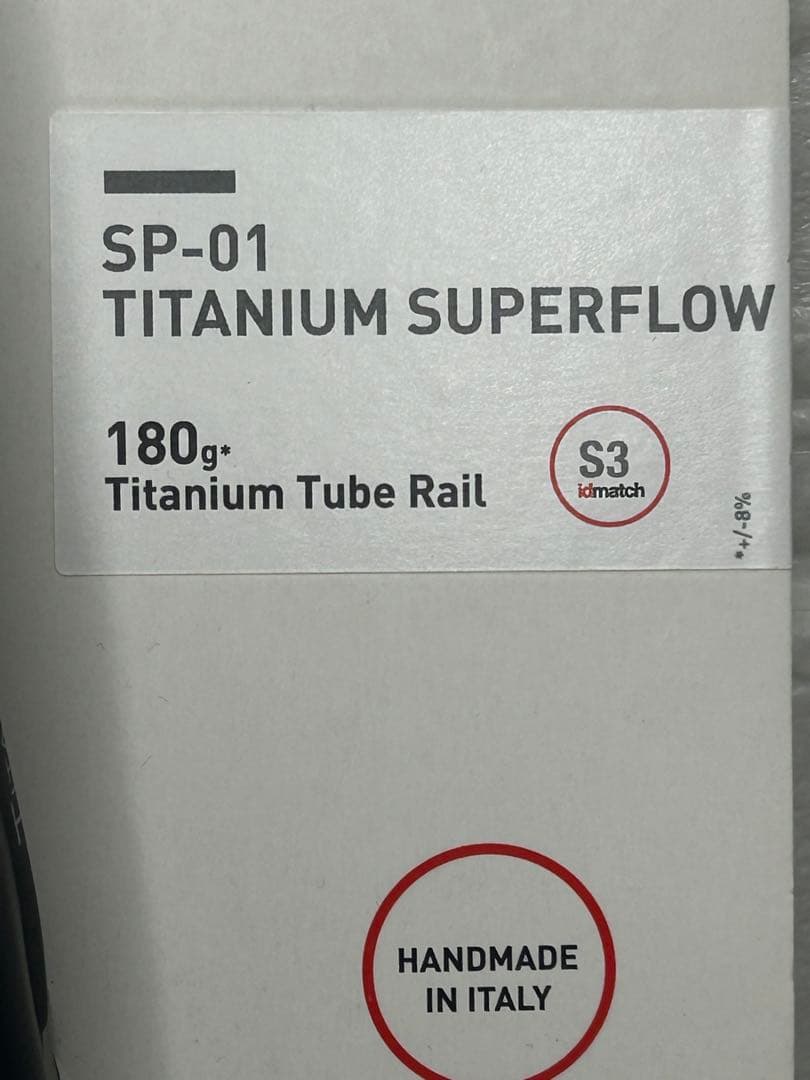 SP-01
TITANIUM SUPERFLOW
180g*
Titanium Tube Rail
S3
idmatch
*+/-8%
HANDMADE
IN ITALY